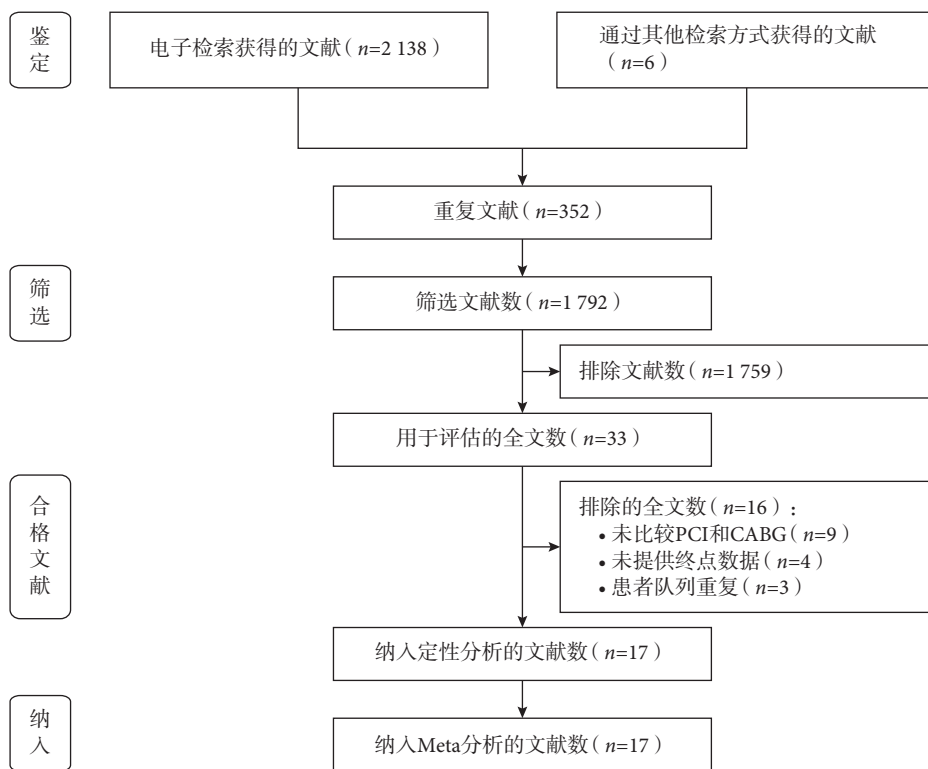 鉴
定
电子检索获得的文献（n=2 138）
通过其他检索方式获得的文献
（n=6）
重复文献（n=352）
筛
选
筛选文献数（n=1 792）
排除文献数（n=1 759）
用于评估的全文数（n=33）
合
格
文
献
排除的全文数（n=16）：
• 未比较PCI和CABG（n=9）
• 未提供终点数据（n=4）
• 患者队列重复（n=3）
纳入定性分析的文献数（n=17）
纳
入
纳入Meta分析的文献数（n=17）